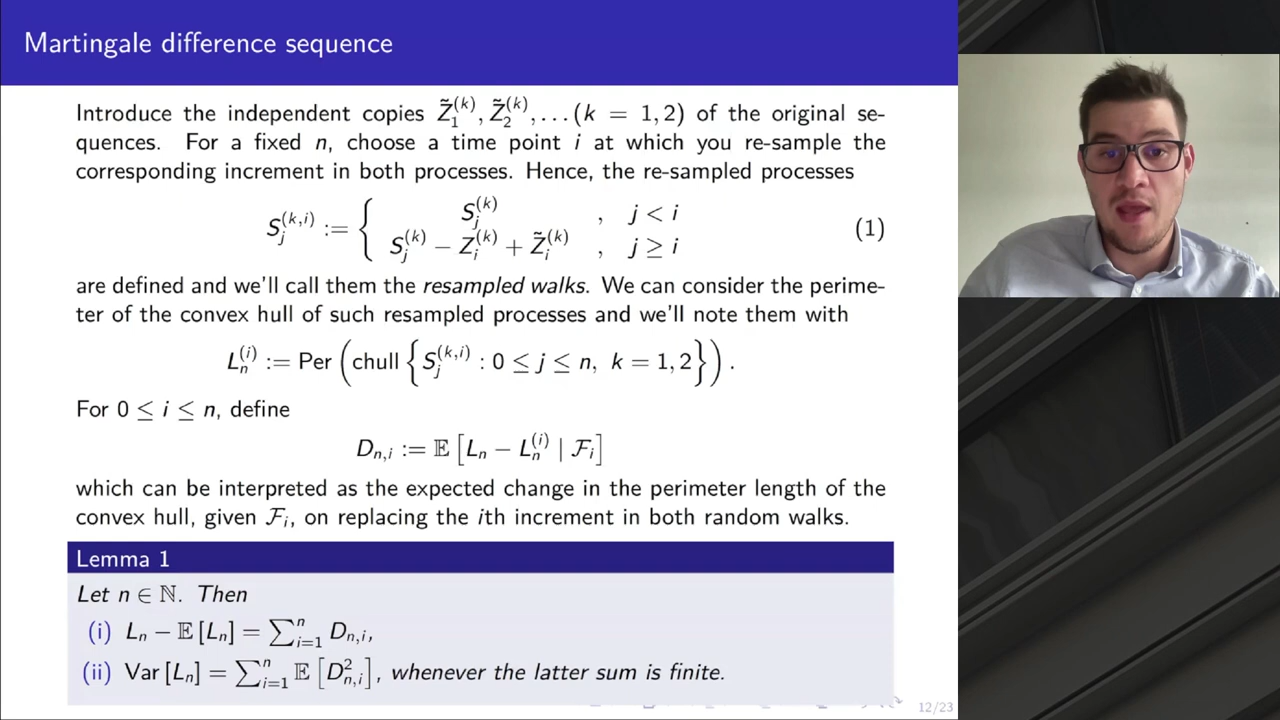 Martingale difference sequence
Introduce the independent copies Z̃₁⁽ᵏ⁾, Z̃₂⁽ᵏ⁾, … (k = 1, 2) of the original se-
quences. For a fixed n, choose a time point i at which you re-sample the
corresponding increment in both processes. Hence, the re-sampled processes
S_j^{(k,i)} := { S_j^{(k)} , j < i
S_j^{(k)} − Z_i^{(k)} + Z̃_i^{(k)} , j ≥ i (1)
are defined and we'll call them the resampled walks. We can consider the perime-
ter of the convex hull of such resampled processes and we'll note them with
L_n^{(i)} := Per ( chull { S_j^{(k,i)} : 0 ≤ j ≤ n, k = 1, 2 } ) .
For 0 ≤ i ≤ n, define
D_{n,i} := 𝔼 [ L_n − L_n^{(i)} | ℱ_i ]
which can be interpreted as the expected change in the perimeter length of the
convex hull, given ℱ_i, on replacing the ith increment in both random walks.
Lemma 1
Let n ∈ ℕ. Then
(i) L_n − 𝔼 [L_n] = ∑_{i=1}^n D_{n,i},
(ii) Var [L_n] = ∑_{i=1}^n 𝔼 [D_{n,i}^2], whenever the latter sum is finite.
12/23